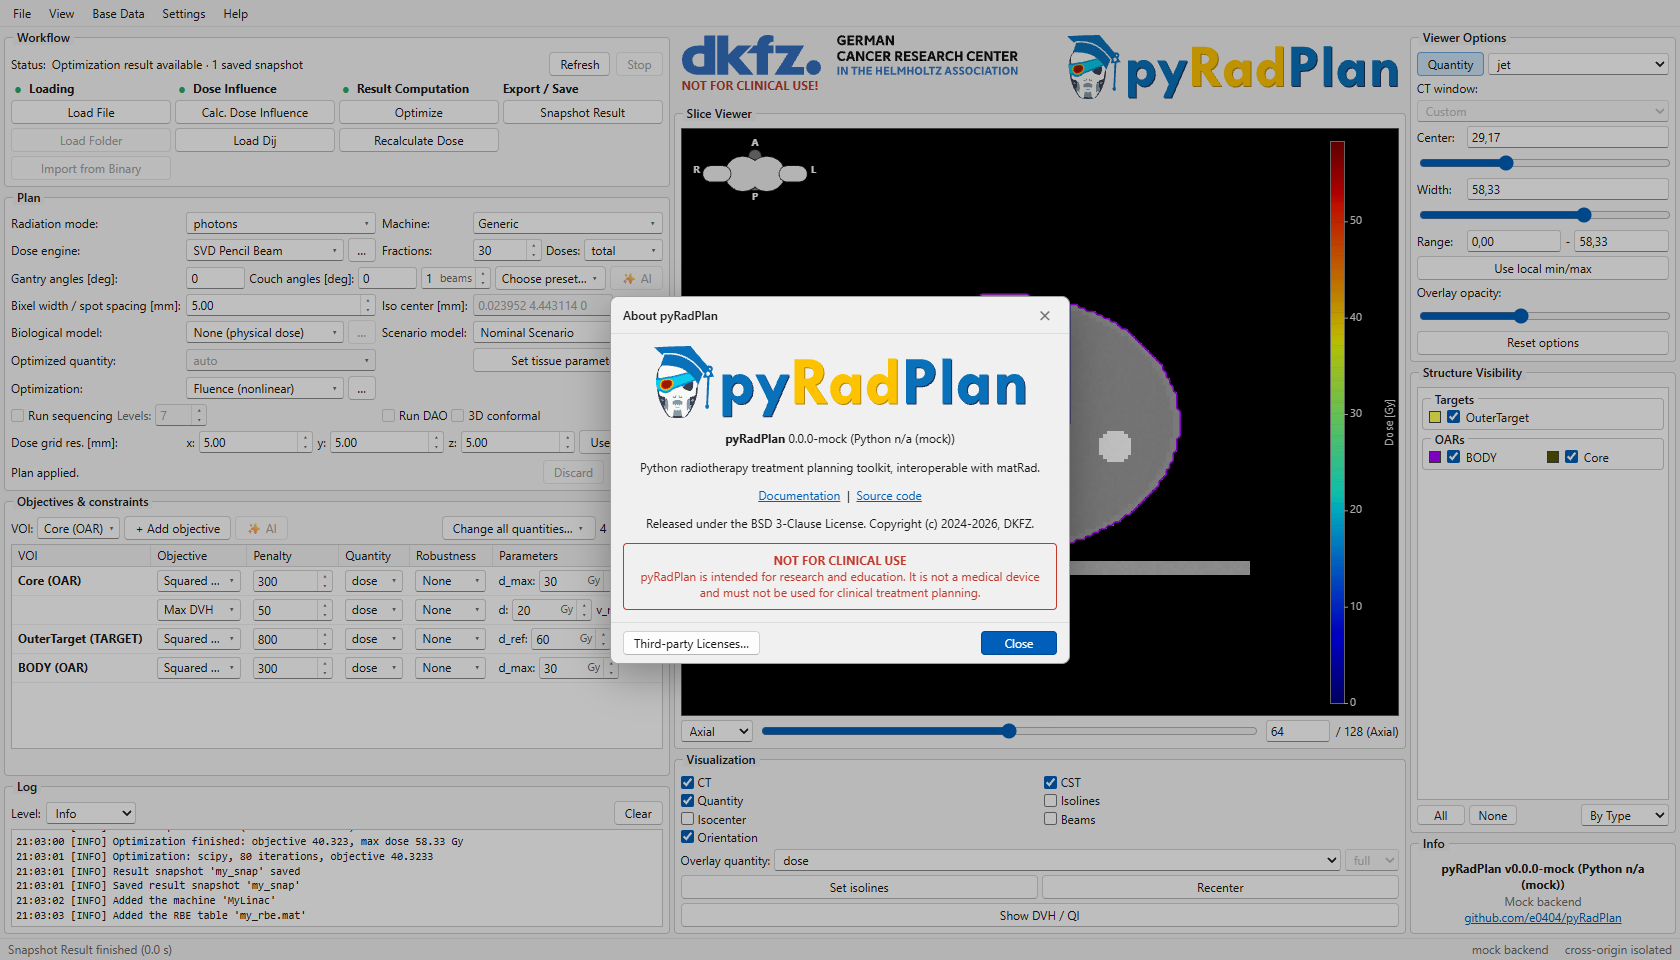 File View Base Data Settings Help
Workflow
Status: Optimization result available · 1 saved snapshot
Refresh Stop
Loading Dose Influence Result Computation Export / Save
Load File Calc. Dose Influence Optimize Snapshot Result
Load Folder Load Dij Recalculate Dose
Import from Binary
Plan
Radiation mode: photons Machine: Generic
Dose engine: SVD Pencil Beam ... Fractions: 30 Doses: total
Gantry angles [deg]: 0 Couch angles [deg]: 0 1 beams Choose preset... AI
Bixel width / spot spacing [mm]: 5.00 Iso center [mm]: 0.023952 4.443114 0
Biological model: None (physical dose) ... Scenario model: Nominal Scenario
Optimized quantity: auto Set tissue paramet
Optimization: Fluence (nonlinear) ...
Run sequencing Levels: 7 Run DAO 3D conformal
Dose grid res. [mm]: x: 5.00 y: 5.00 z: 5.00 Use
Plan applied. Discard
Objectives & constraints
VOI: Core (OAR) + Add objective AI Change all quantities... 4
VOI Objective Penalty Quantity Robustness Parameters
Core (OAR) Squared ... 300 dose None d_max: 30 Gy
Max DVH 50 dose None d: 20 Gy
OuterTarget (TARGET) Squared ... 800 dose None d_ref: 60 Gy
BODY (OAR) Squared ... 300 dose None d_max: 30 Gy
Log
Level: Info Clear
21:03:00 [INFO] Optimization finished: objective 40.323, max dose 58.33 Gy
21:03:01 [INFO] Optimization: scipy, 80 iterations, objective 40.3233
21:03:01 [INFO] Result snapshot 'my_snap' saved
21:03:01 [INFO] Saved result snapshot 'my_snap'
21:03:02 [INFO] Added the machine 'MyLinac'
21:03:03 [INFO] Added the RBE table 'my_rbe.mat'
Snapshot Result finished (0.0 s)
dkfz.
GERMAN
CANCER RESEARCH CENTER
IN THE HELMHOLTZ ASSOCIATION
NOT FOR CLINICAL USE!
pyRadPlan
Slice Viewer
A
R L
P
50
40
30
20
10
0
Dose [Gy]
Axial 64 / 128 (Axial)
About pyRadPlan
pyRadPlan
pyRadPlan 0.0.0-mock (Python n/a (mock))
Python radiotherapy treatment planning toolkit, interoperable with matRad.
Documentation | Source code
Released under the BSD 3-Clause License. Copyright (c) 2024-2026, DKFZ.
NOT FOR CLINICAL USE
pyRadPlan is intended for research and education. It is not a medical device
and must not be used for clinical treatment planning.
Third-party Licenses... Close
Visualization
CT CST
Quantity Isolines
Isocenter Beams
Orientation
Overlay quantity: dose full
Set isolines Recenter
Show DVH / QI
Viewer Options
Quantity jet
CT window:
Custom
Center: 29,17
Width: 58,33
Range: 0,00 - 58,33
Use local min/max
Overlay opacity:
Reset options
Structure Visibility
Targets
OuterTarget
OARs
BODY Core
All None By Type
Info
pyRadPlan v0.0.0-mock (Python n/a
(mock))
Mock backend
github.com/e0404/pyRadPlan
mock backend cross-origin isolated